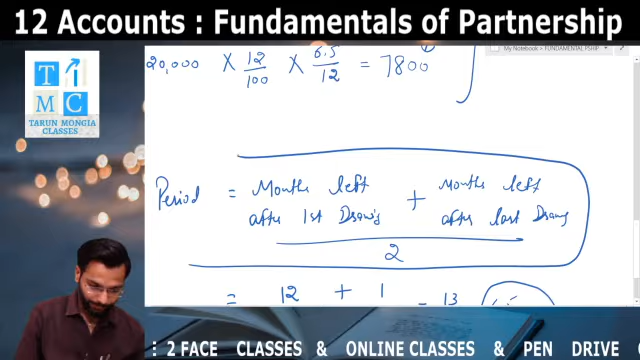 12 Accounts : Fundamentals of Partnership
My Notebook > FUNDAMENTAL PSHIP
T
M C
TARUN MONGIA
CLASSES
20,000 X 12/100 X 6.5/12 = 7800
Period = Months left after 1st Draw'g + Months left after last Drawg
2
= 12 + 1 = 13
: 2 FACE CLASSES & ONLINE CLASSES & PEN DRIVE